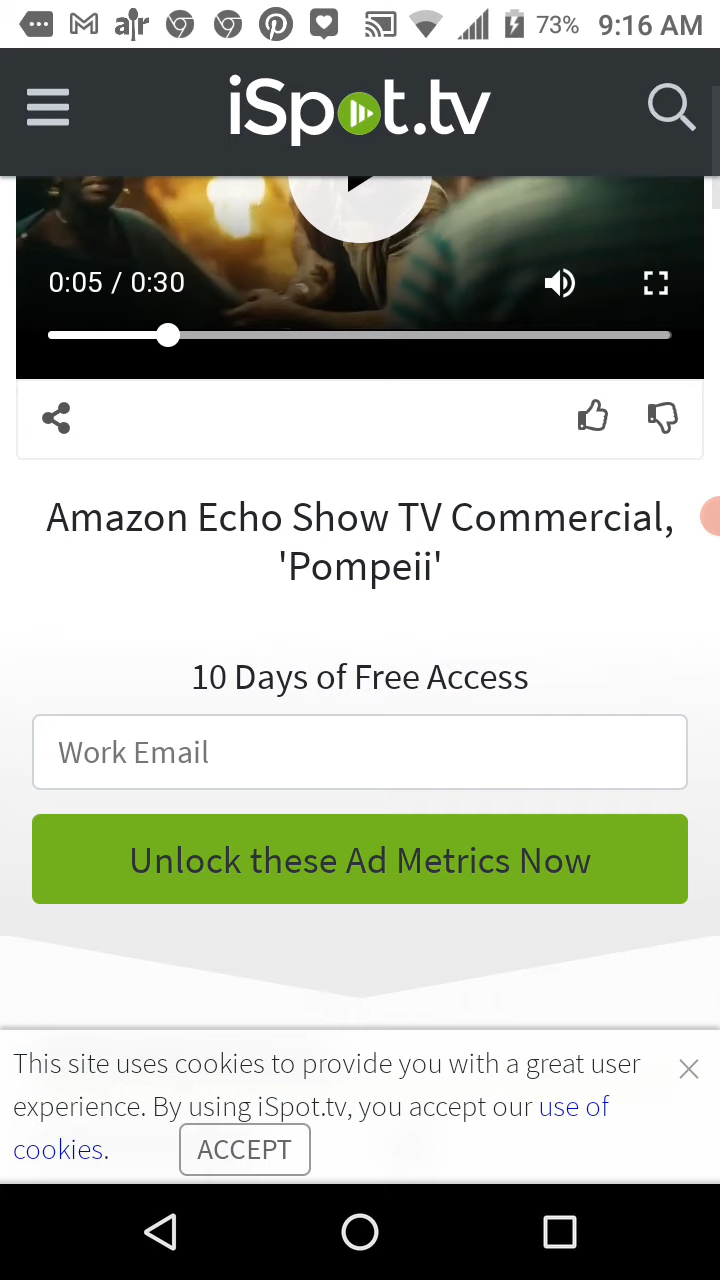 73% 9:16 AM
iSpot.tv
0:05 / 0:30
Amazon Echo Show TV Commercial,
'Pompeii'
10 Days of Free Access
Work Email
Unlock these Ad Metrics Now
This site uses cookies to provide you with a great user
experience. By using iSpot.tv, you accept our use of
cookies. ACCEPT